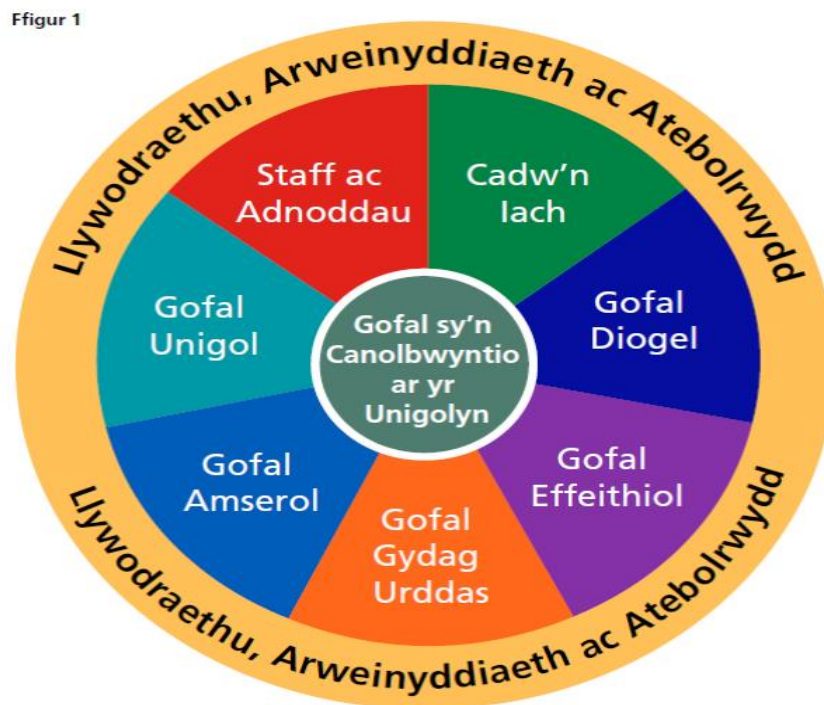 Ffigur 1
Llywodraethu, Arweinyddiaeth ac Atebolrwydd
Staff ac
Adnoddau
Cadw'n
Iach
Gofal
Unigol
Gofal
Diogel
Gofal sy'n
Canolbwyntio
ar yr
Unigolyn
Gofal
Amserol
Gofal
Effeithiol
Gofal
Gydag
Urddas
Llywodraethu, Arweinyddiaeth ac Atebolrwydd